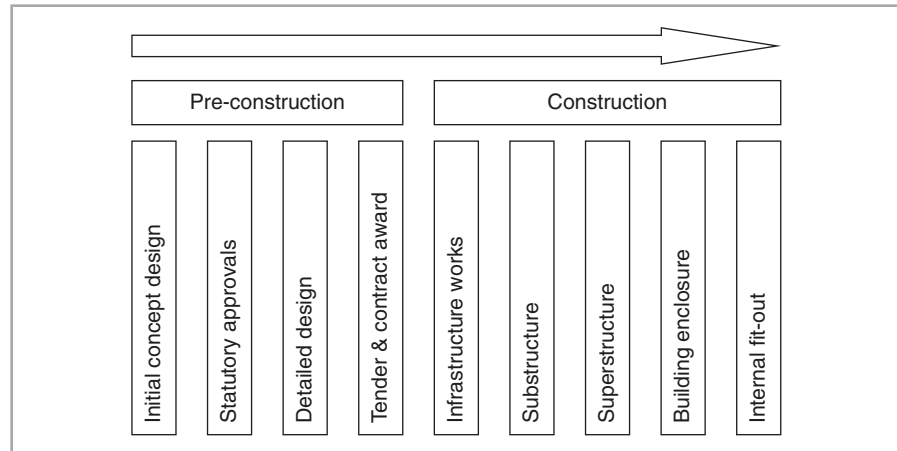 Pre-construction
Construction
Initial concept design
Statutory approvals
Detailed design
Tender & contract award
Infrastructure works
Substructure
Superstructure
Building enclosure
Internal fit-out